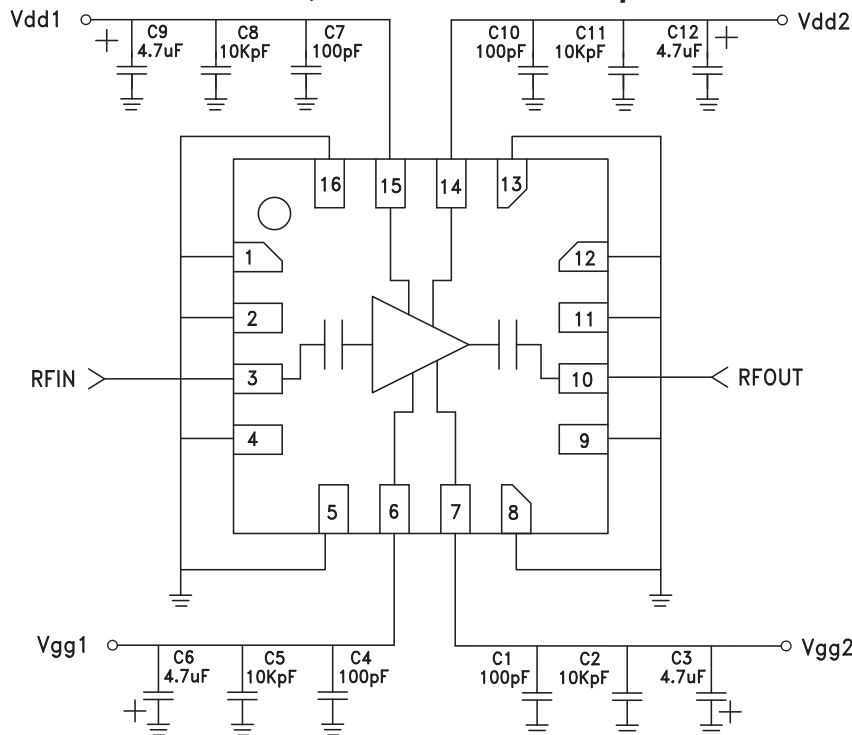 Vdd1
C9
4.7uF
C8
10KpF
C7
100pF
C10
100pF
C11
10KpF
C12
4.7uF
Vdd2
+
+
16
15
14
13
1
12
2
11
RFIN
3
10
RFOUT
4
9
5
6
7
8
Vgg1
C6
4.7uF
C5
10KpF
C4
100pF
C1
100pF
C2
10KpF
C3
4.7uF
Vgg2
+
+